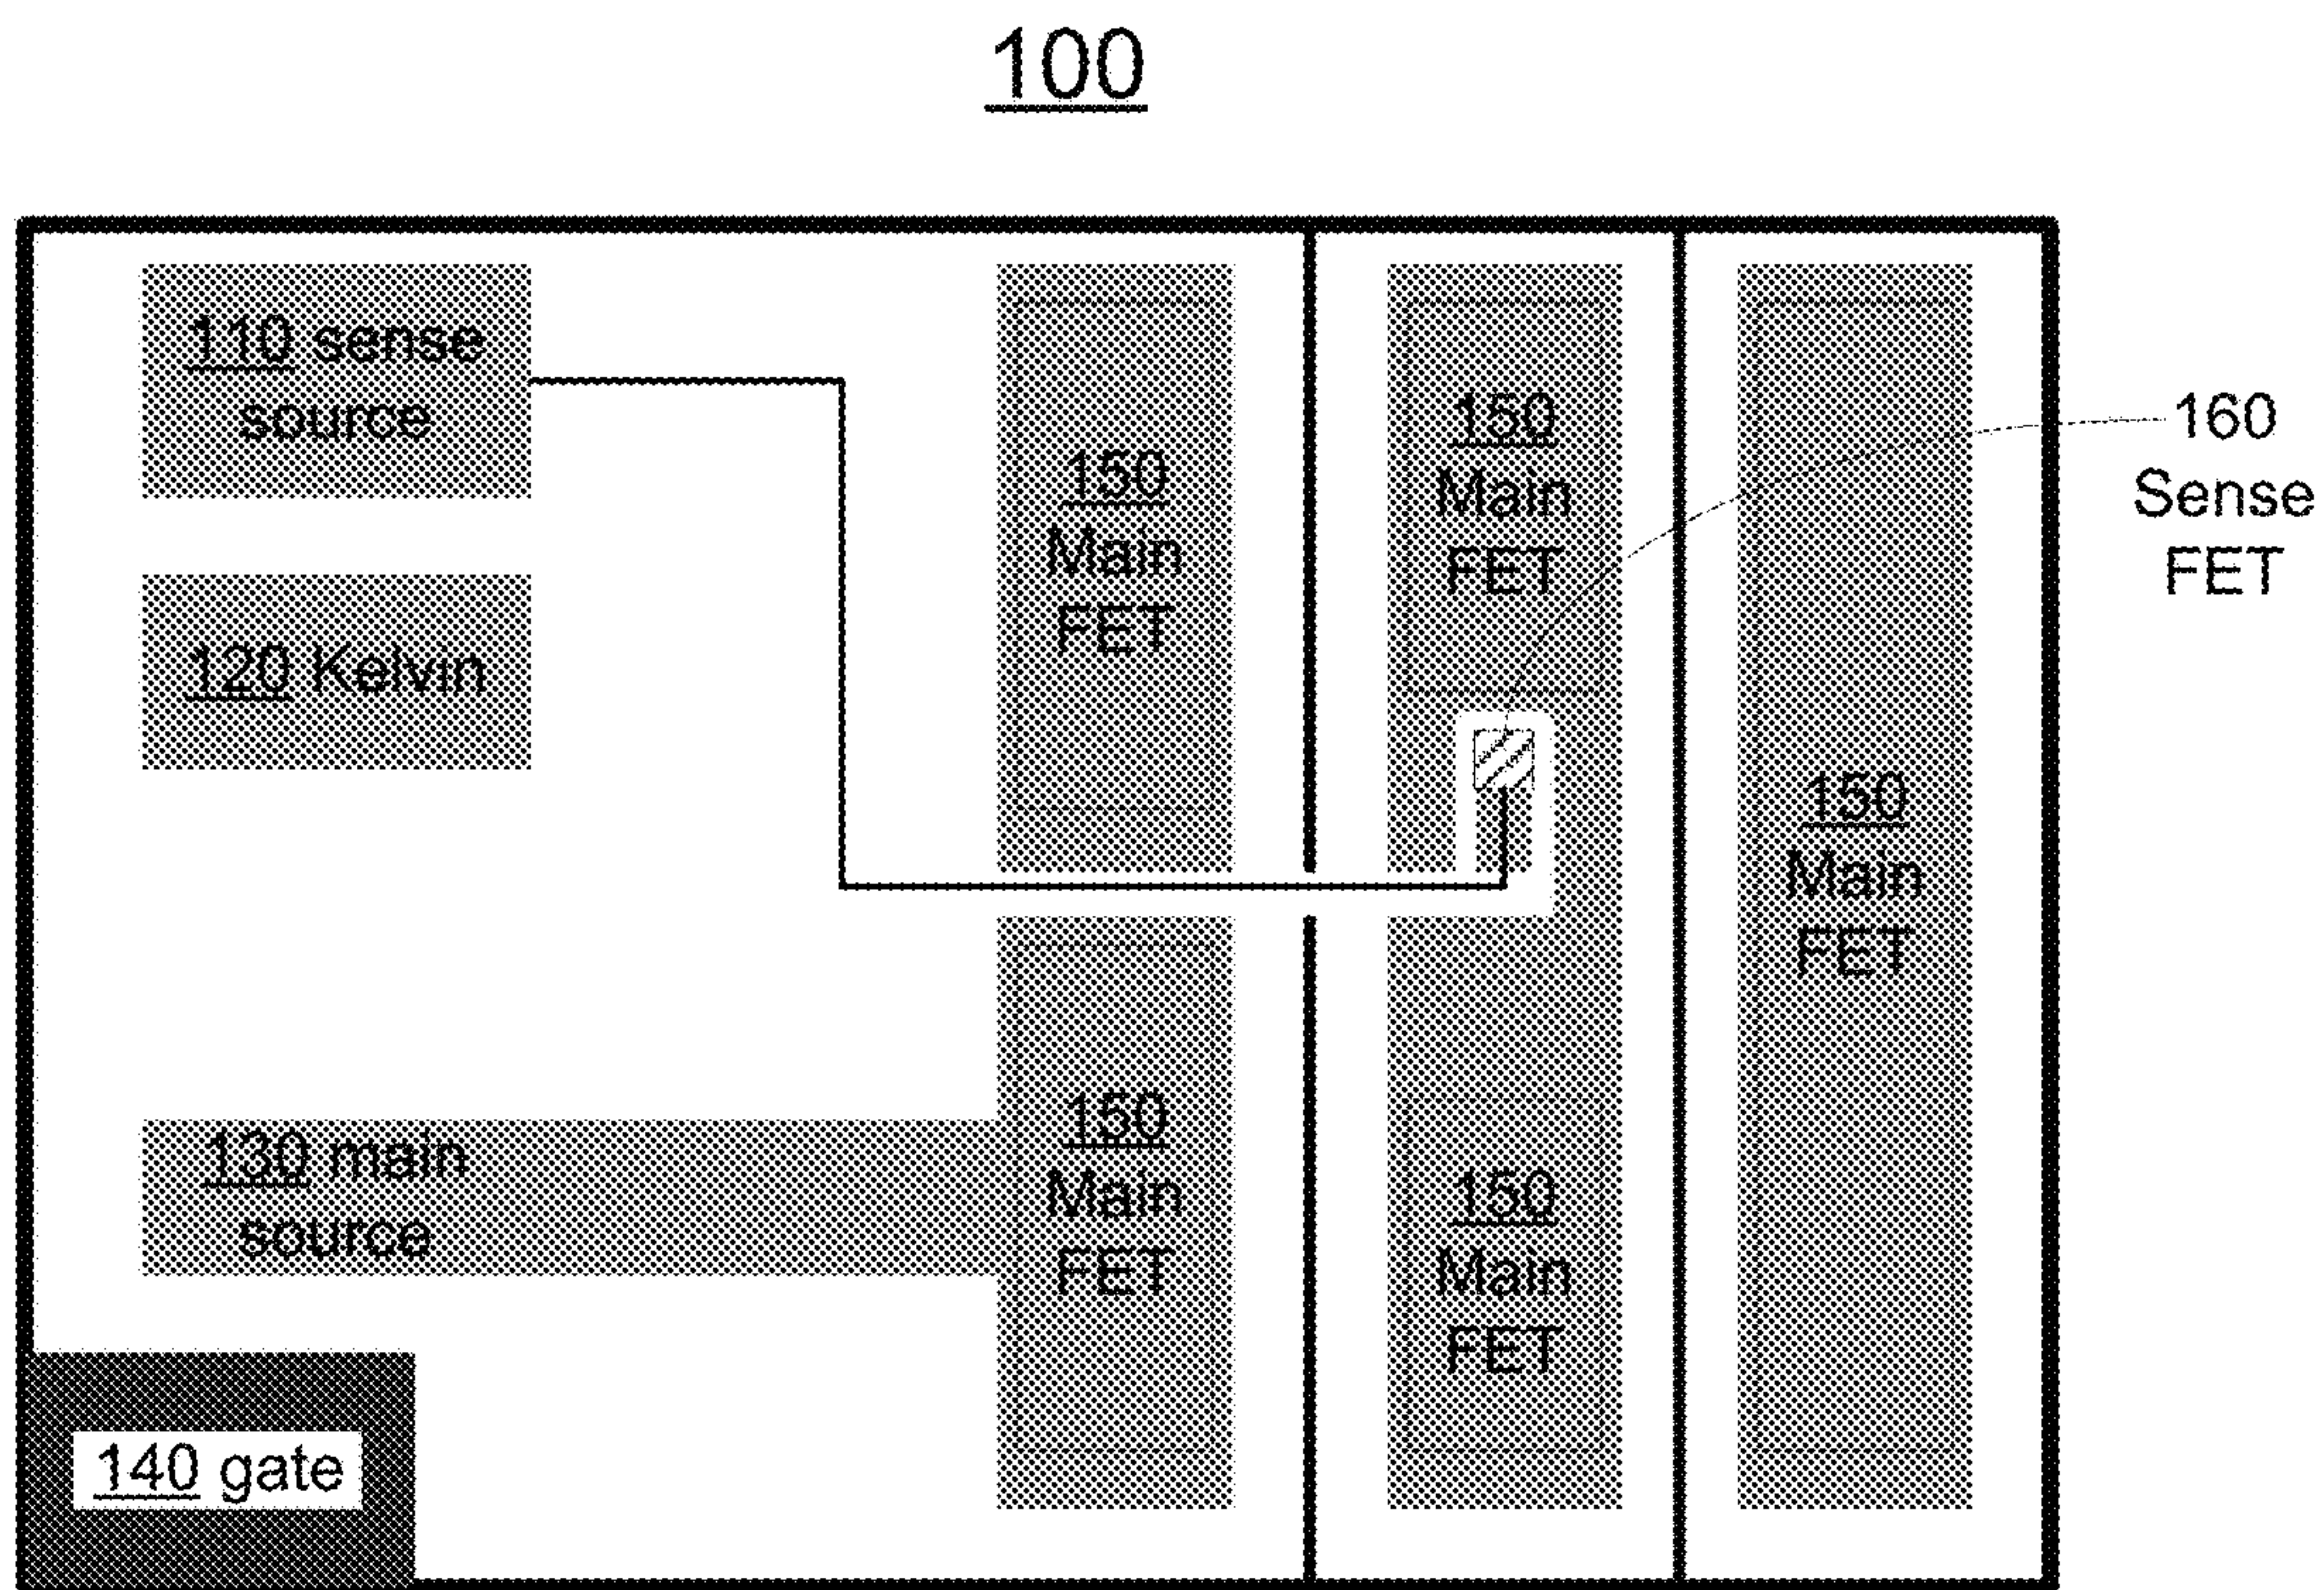 100
110 sense
source
120 Kelvin
130 main
source
140 gate
150
Main
FET
150
Main
FET
150
Main
FET
150
Main
FET
150
Main
FET
160
Sense
FET